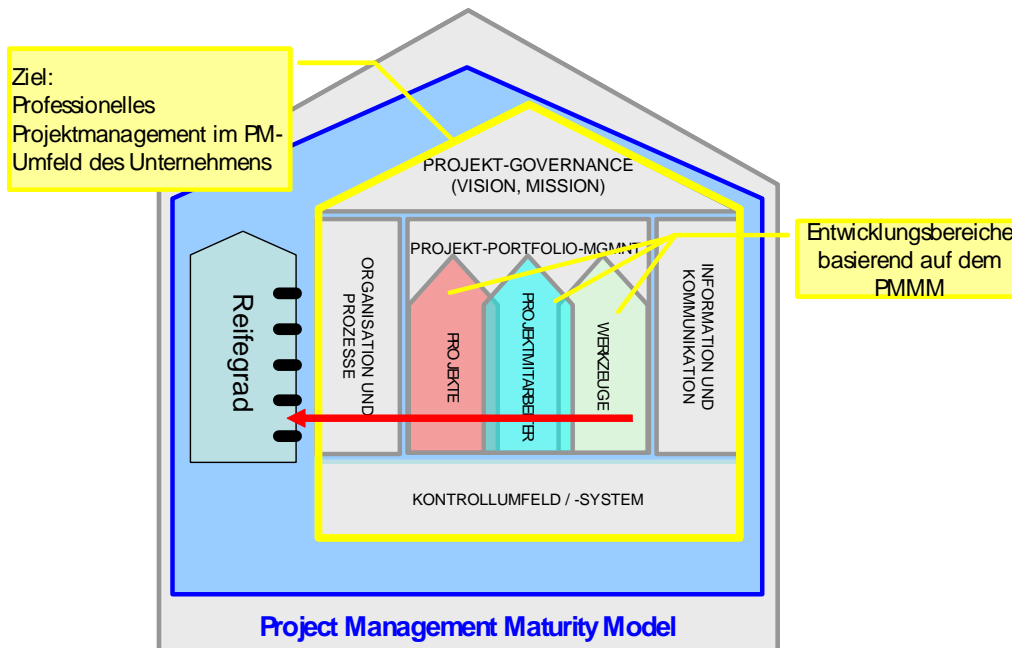 Ziel:
Professionelles
Projektmanagement im PM-
Umfeld des Unternehmens
PROJEKT-GOVERNANCE
(VISION, MISSION)
PROJEKT-PORTFOLIO-MGMNT
Entwicklungsbereiche
basierend auf dem
PMMM
Reifegrad
ORGANISATION UND
PROZESSE
PROJEKTE
PROJEKTMITARBEITER
WERKZEUGE
INFORMATION UND
KOMMUNIKATION
KONTROLLUMFELD / -SYSTEM
Project Management Maturity Model